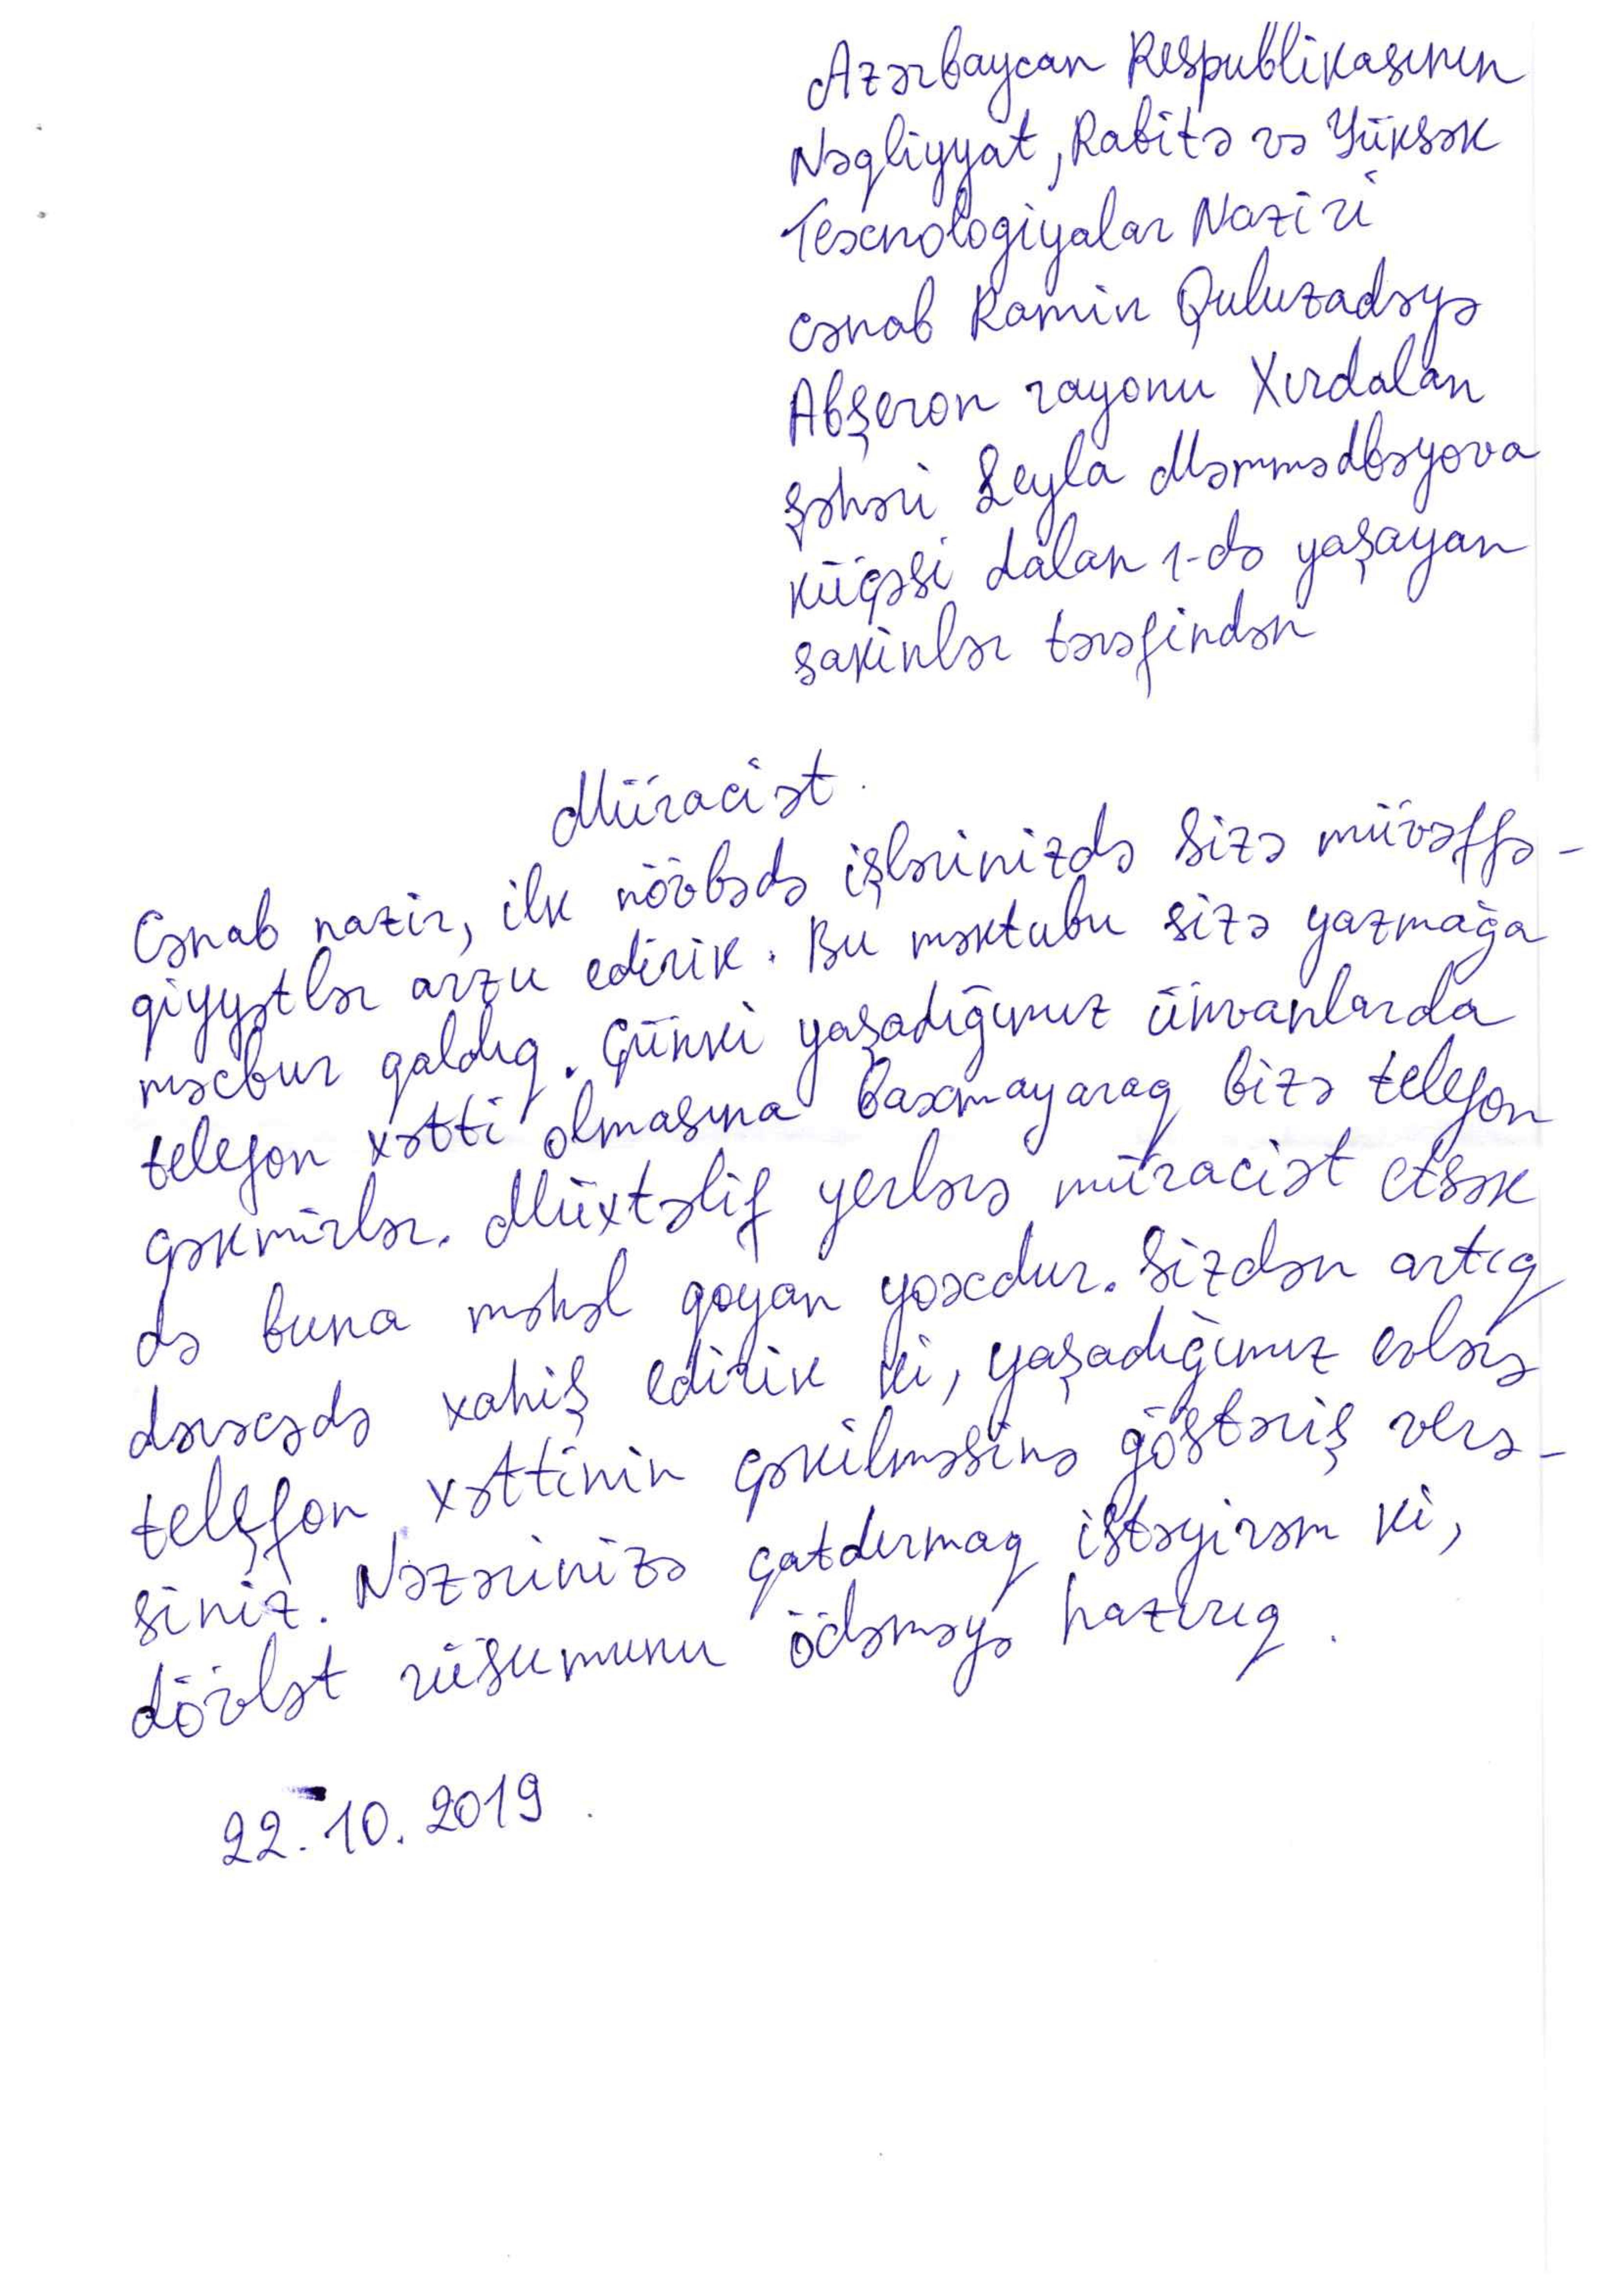 Azərbaycan Respublikasının
Nəqliyyat, Rabitə və Yüksək
Texnologiyalar Naziri
cənab Ramin Quluzadəyə
Abşeron rayonu Xırdalan
şəhəri Leyla Məmmədbəyova
küçəsi dalan 1-də yaşayan
sakinlər tərəfindən
Müraciət.
Cənab nazir, ilk növbədə işlərinizdə sizə müvəffə-
qiyyətlər arzu edirik. Bu məktubu sizə yazmağa
məcbur qaldıq. Çünki yaşadığımız ünvanlarda
telefon xətti olmasına baxmayaraq bizə telefon
çəkmirlər. Müxtəlif yerlərə müraciət etsək
də buna məhəl qoyan yoxdur. Sizdən artıq
dərəcədə xahiş edirik ki, yaşadığımız evlərə
telefon xəttinin çəkilməsinə göstəriş verə-
siniz. Nəzərinizə çatdırmaq istəyirəm ki,
dövlət rüsumunu ödəməyə hazırıq.
22.10.2019.